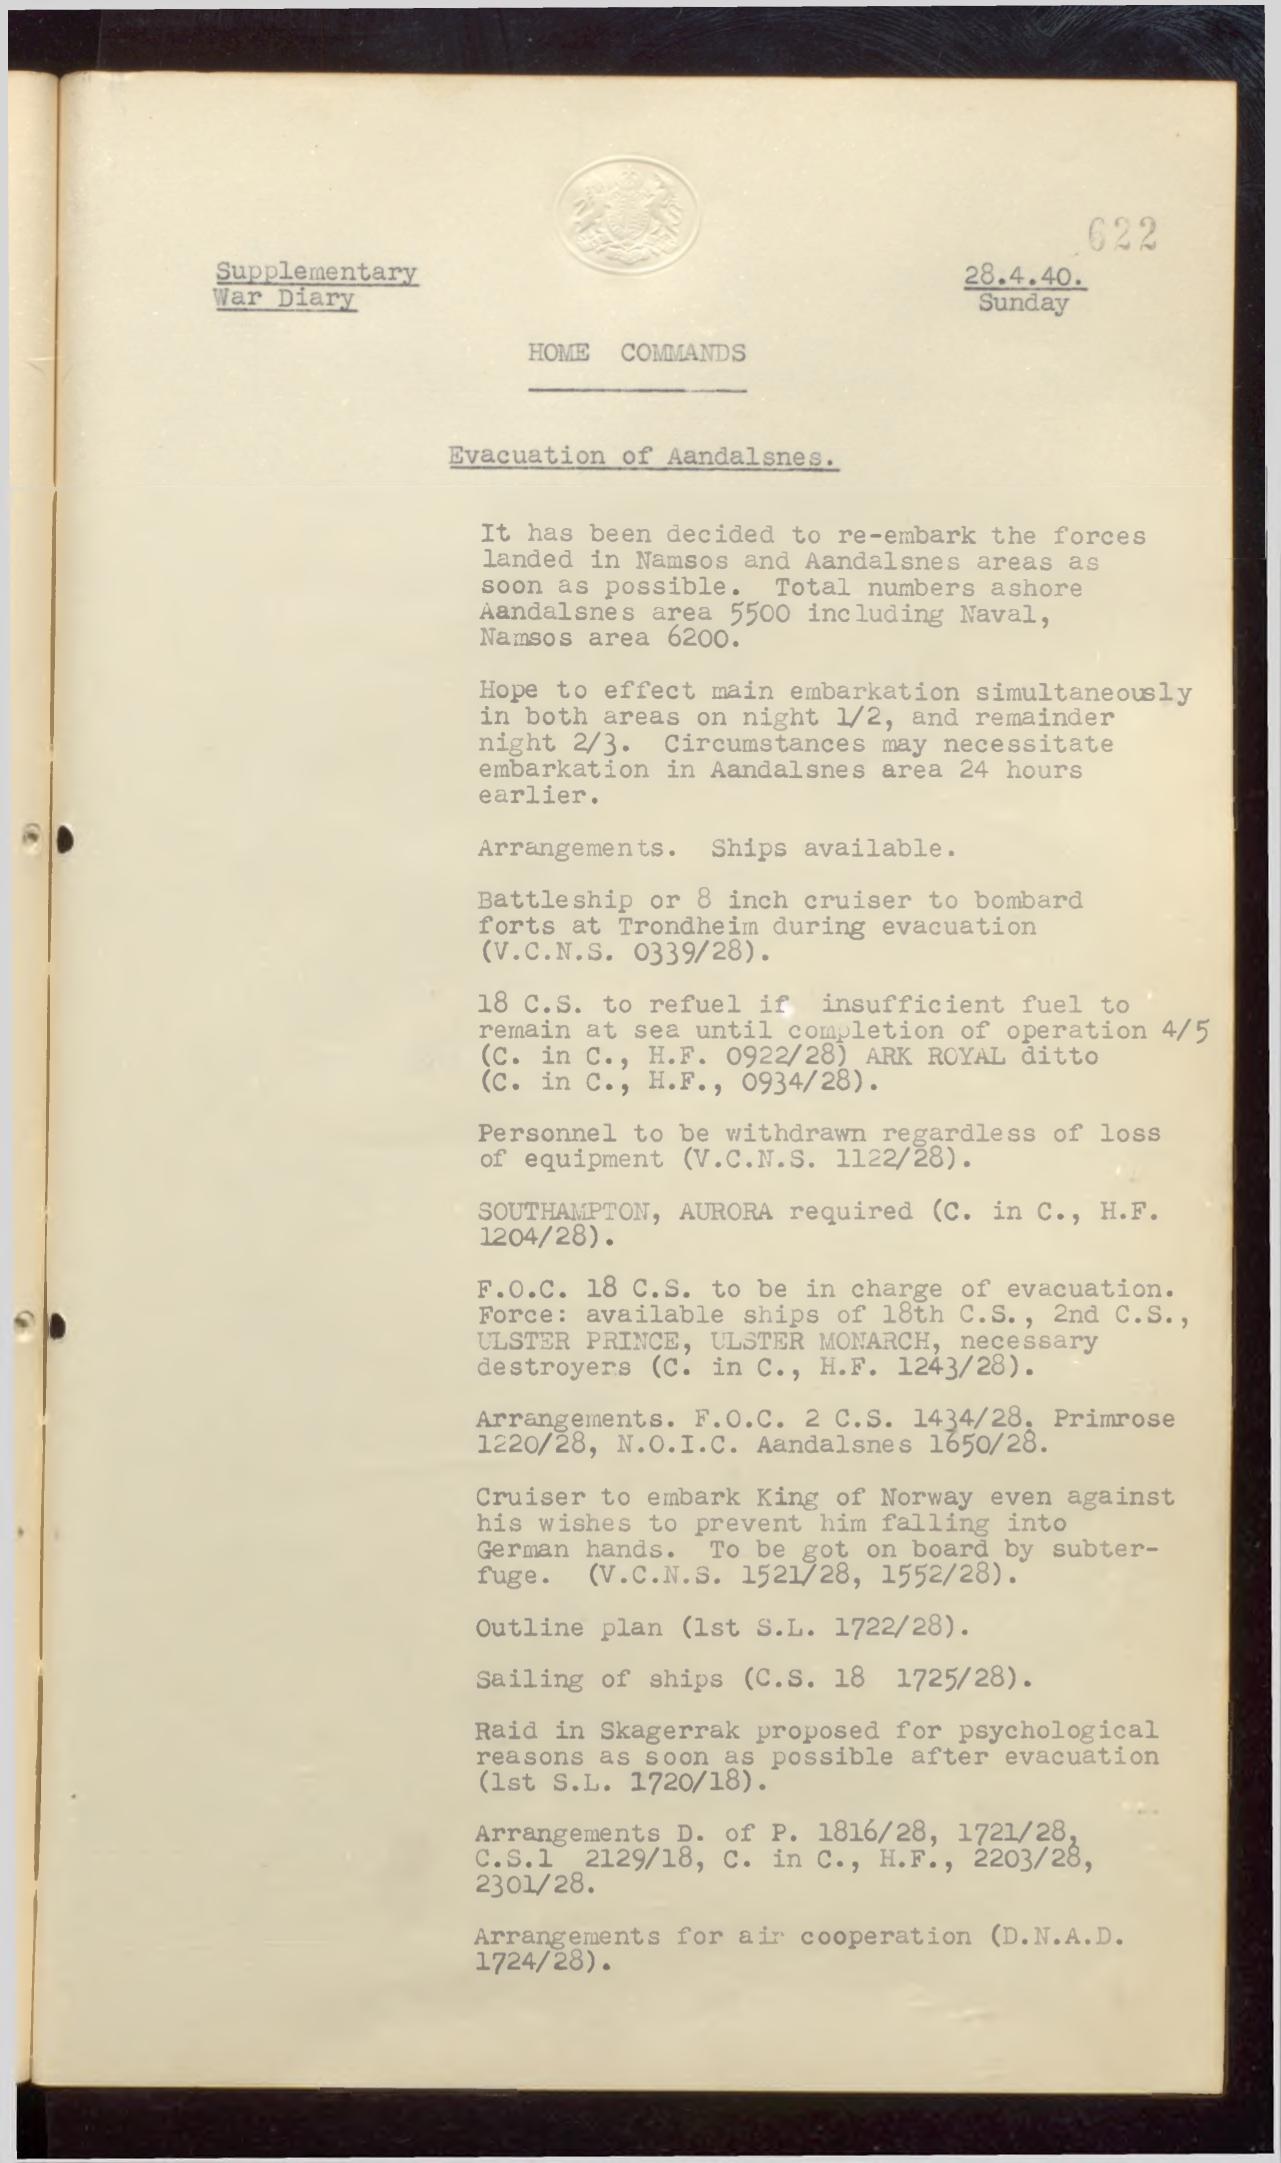 622
Supplementary
War Diary
28.4.40.
Sunday
HOME COMMANDS
Evacuation of Aandalsnes.
It has been decided to re-embark the forces
landed in Namsos and Aandalsnes areas as
soon as possible. Total numbers ashore
Aandalsnes area 5500 including Naval,
Namsos area 6200.
Hope to effect main embarkation simultaneously
in both areas on night 1/2, and remainder
night 2/3. Circumstances may necessitate
embarkation in Aandalsnes area 24 hours
earlier.
Arrangements. Ships available.
Battleship or 8 inch cruiser to bombard
forts at Trondheim during evacuation
(V.C.N.S. 0339/28).
18 C.S. to refuel if insufficient fuel to
remain at sea until completion of operation 4/5
(C. in C., H.F. 0922/28) ARK ROYAL ditto
(C. in C., H.F., 0934/28).
Personnel to be withdrawn regardless of loss
of equipment (V.C.N.S. 1122/28).
SOUTHAMPTON, AURORA required (C. in C., H.F.
1204/28).
F.O.C. 18 C.S. to be in charge of evacuation.
Force: available ships of 18th C.S., 2nd C.S.,
ULSTER PRINCE, ULSTER MONARCH, necessary
destroyers (C. in C., H.F. 1243/28).
Arrangements. F.O.C. 2 C.S. 1434/28, Primrose
1220/28, N.O.I.C. Aandalsnes 1650/28.
Cruiser to embark King of Norway even against
his wishes to prevent him falling into
German hands. To be got on board by subter-
fuge. (V.C.N.S. 1521/28, 1552/28).
Outline plan (1st S.L. 1722/28).
Sailing of ships (C.S. 18 1725/28).
Raid in Skagerrak proposed for psychological
reasons as soon as possible after evacuation
(1st S.L. 1720/18).
Arrangements D. of P. 1816/28, 1721/28,
C.S.1 2129/18, C. in C., H.F., 2203/28,
2301/28.
Arrangements for air cooperation (D.N.A.D.
1724/28).